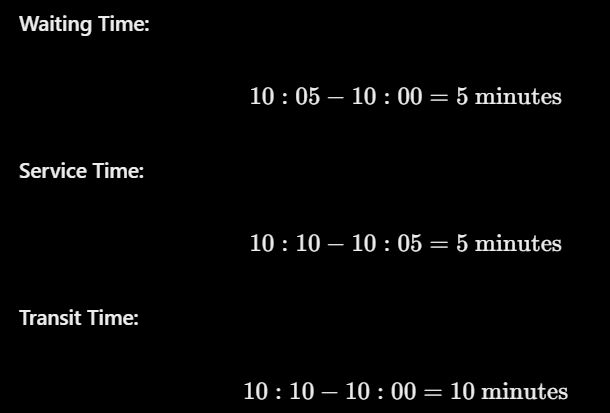 Waiting Time:
10 : 05 − 10 : 00 = 5 minutes
Service Time:
10 : 10 − 10 : 05 = 5 minutes
Transit Time:
10 : 10 − 10 : 00 = 10 minutes